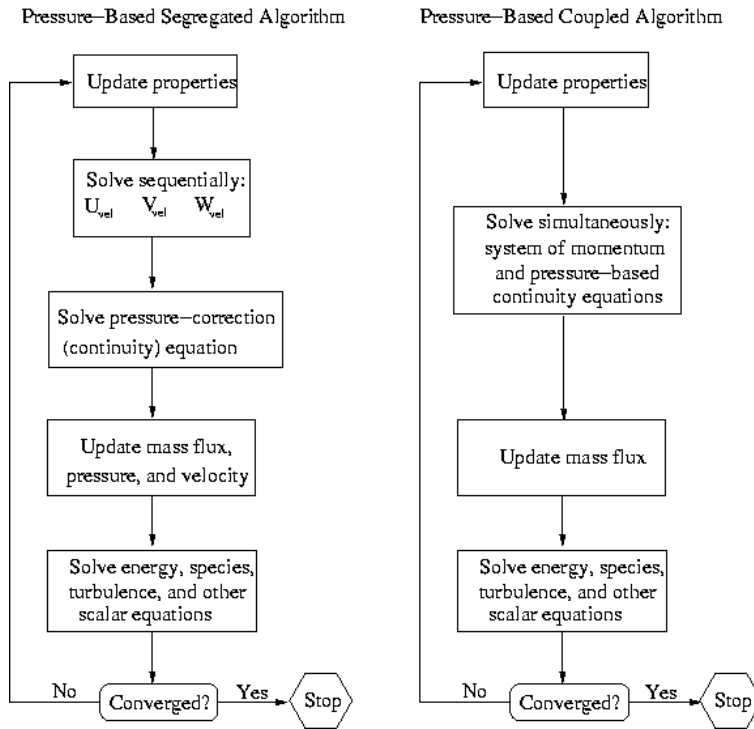 Pressure–Based Segregated Algorithm
Update properties
Solve sequentially:
U vel V vel W vel
Solve pressure–correction
(continuity) equation
Update mass flux,
pressure, and velocity
Solve energy, species,
turbulence, and other
scalar equations
No
Converged?
Yes
Stop
Pressure–Based Coupled Algorithm
Update properties
Solve simultaneously:
system of momentum
and pressure–based
continuity equations
Update mass flux
Solve energy, species,
turbulence, and other
scalar equations
No
Converged?
Yes
Stop